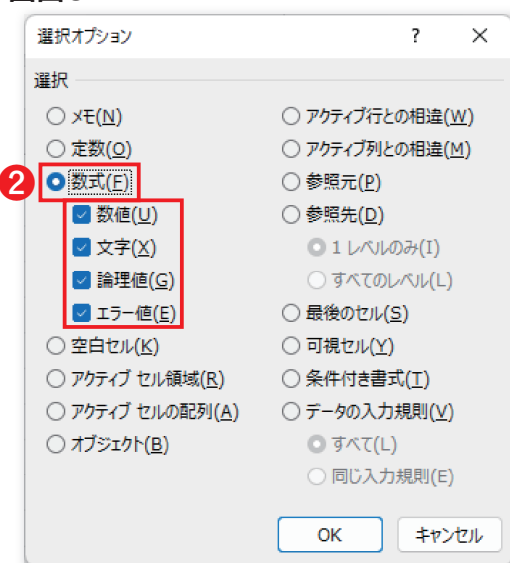 選択オプション ? ×
選択
メモ(N)
定数(O)
2 数式(F)
数値(U)
文字(X)
論理値(G)
エラー値(E)
空白セル(K)
アクティブ セル領域(R)
アクティブ セルの配列(A)
オブジェクト(B)
アクティブ行との相違(W)
アクティブ列との相違(M)
参照元(P)
参照先(D)
1 レベルのみ(I)
すべてのレベル(L)
最後のセル(S)
可視セル(Y)
条件付き書式(T)
データの入力規則(V)
すべて(L)
同じ入力規則(E)
OK キャンセル